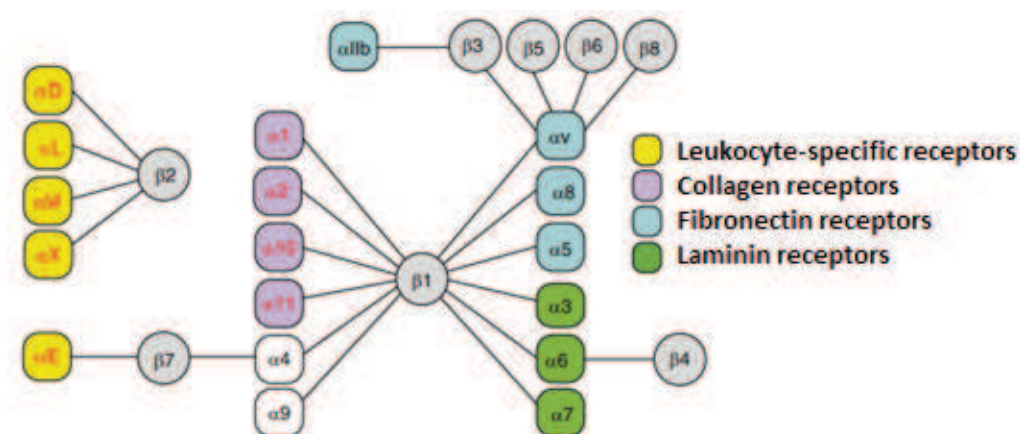 αIIb
β3
β5
β6
β8
αD
αL
αM
αX
β2
α1
α2
α10
α11
α4
α9
αE
β7
β1
αv
α8
α5
α3
α6
α7
β4
Leukocyte-specific receptors
Collagen receptors
Fibronectin receptors
Laminin receptors